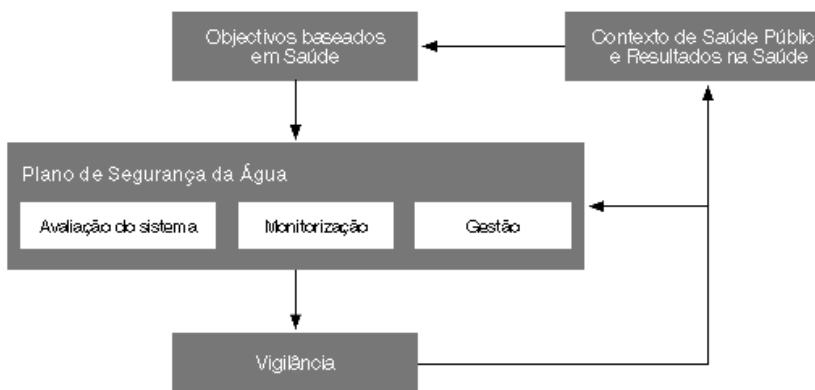 Objectivos baseados
em Saúde
Contexto de Saúde Públic
e Resultados na Saúde
Plano de Segurança da Água
Avaliação do sistema
Monitorização
Gestão
Vigilância